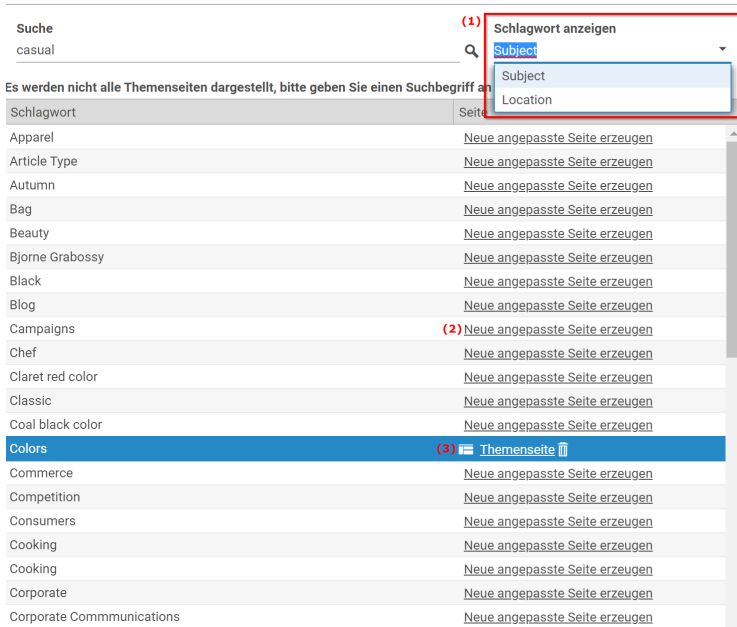 (1)
Suche
Schlagwort anzeigen
casual
Subject
Subject
Location
Es werden nicht alle Themenseiten dargestellt, bitte geben Sie einen Suchbegriff an
Schlagwort Seite
Apparel Neue angepasste Seite erzeugen
Article Type Neue angepasste Seite erzeugen
Autumn Neue angepasste Seite erzeugen
Bag Neue angepasste Seite erzeugen
Beauty Neue angepasste Seite erzeugen
Bjorne Grabossy Neue angepasste Seite erzeugen
Black Neue angepasste Seite erzeugen
Blog Neue angepasste Seite erzeugen
Campaigns (2) Neue angepasste Seite erzeugen
Chef Neue angepasste Seite erzeugen
Claret red color Neue angepasste Seite erzeugen
Classic Neue angepasste Seite erzeugen
Coal black color Neue angepasste Seite erzeugen
Colors (3) Themenseite
Commerce Neue angepasste Seite erzeugen
Competition Neue angepasste Seite erzeugen
Consumers Neue angepasste Seite erzeugen
Cooking Neue angepasste Seite erzeugen
Cooking Neue angepasste Seite erzeugen
Corporate Neue angepasste Seite erzeugen
Corporate Commmunications Neue angepasste Seite erzeugen